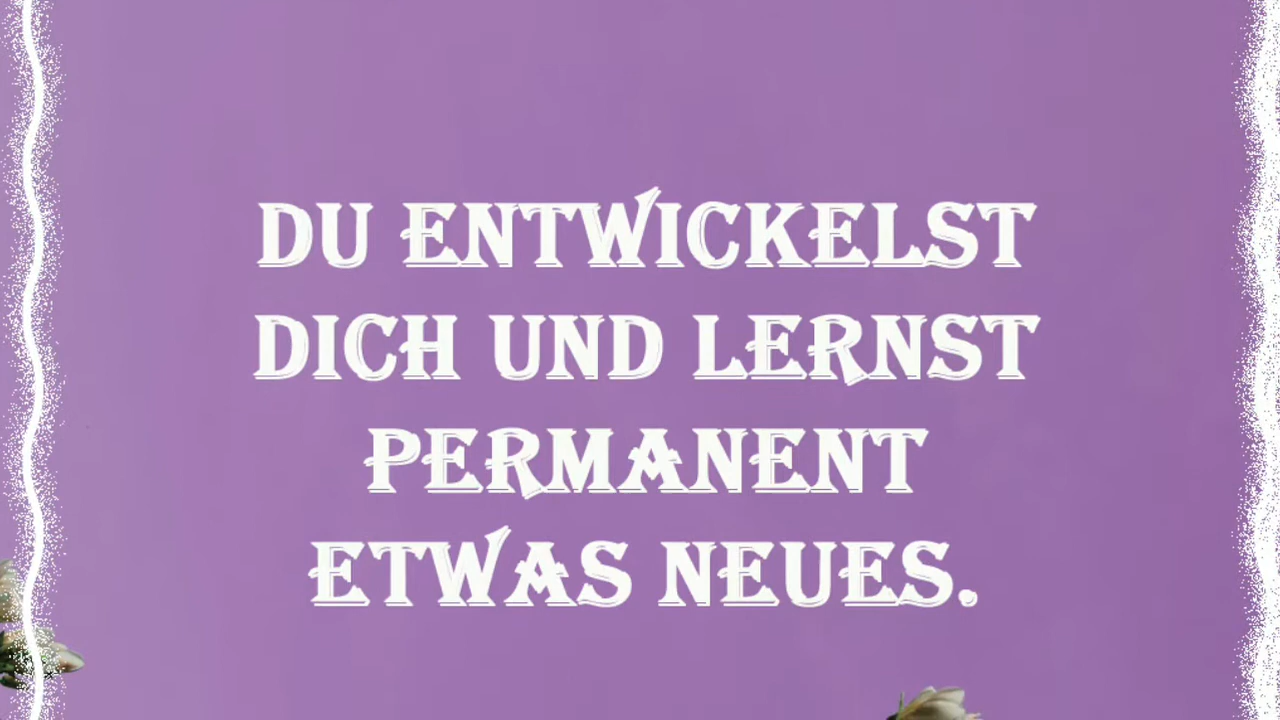 DU ENTWICKELST
DICH UND LERNST
PERMANENT
ETWAS NEUES.